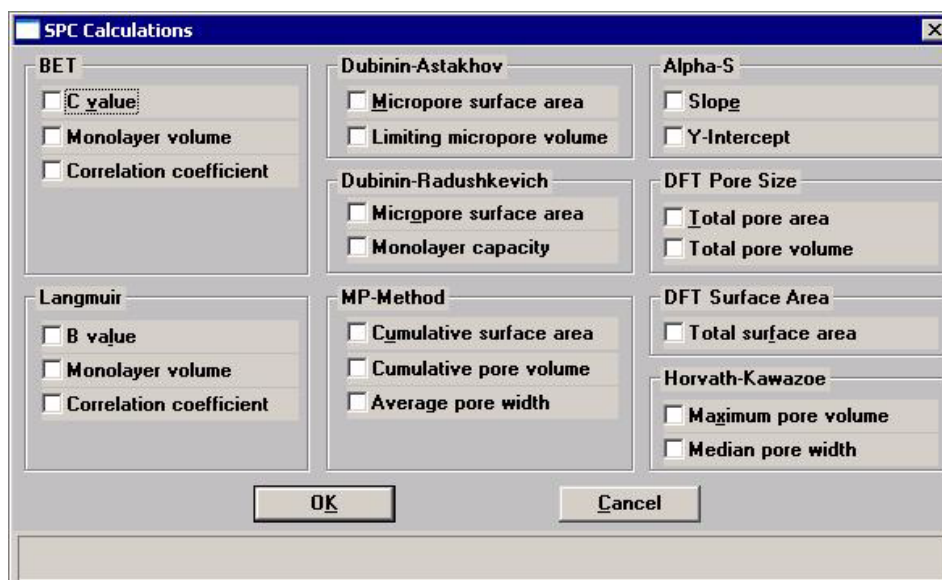 SPC Calculations
BET
C value
Monolayer volume
Correlation coefficient
Dubinin-Astakhov
Micropore surface area
Limiting micropore volume
Dubinin-Radushkevich
Micropore surface area
Monolayer capacity
Alpha-S
Slope
Y-Intercept
DFT Pore Size
Total pore area
Total pore volume
Langmuir
B value
Monolayer volume
Correlation coefficient
MP-Method
Cumulative surface area
Cumulative pore volume
Average pore width
DFT Surface Area
Total surface area
Horvath-Kawazoe
Maximum pore volume
Median pore width
OK
Cancel